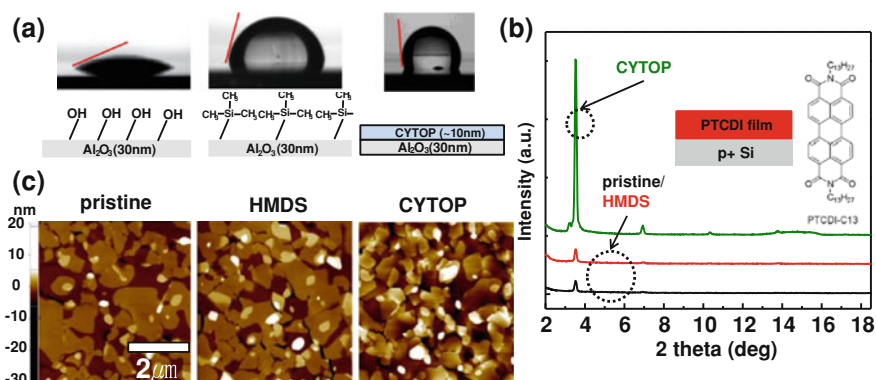 (a)
OH
OH
OH
OH
Al₂O₃(30nm)
CH₃
CH₃
CH₃
CH₃-Si-CH₃CH₃-Si-CH₃
CH₃-Si-
Al₂O₃(30nm)
CYTOP (~10nm)
Al₂O₃(30nm)
(b)
CYTOP
pristine/
HMDS
PTCDI film
p+ Si
C₁₃H₂₇
O
N
O
O
N
O
C₁₃H₂₇
PTCDI-C13
Intensity (a.u.)
2
4
6
8
10
12
14
16
18
2 theta (deg)
(c)
pristine
HMDS
CYTOP
nm
20
10
0
-10
-20
-30
2μm